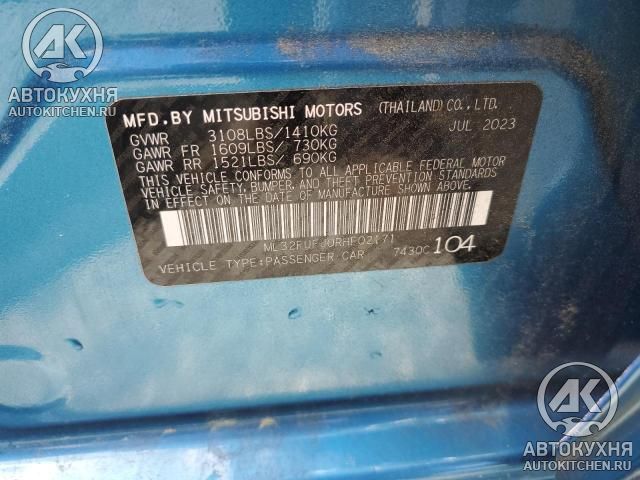 АК
АВТОКУХНЯ
AUTOKITCHEN.RU
MFD.BY MITSUBISHI MOTORS (THAILAND) CO., LTD.
GVWR 3108LBS/1410KG JUL 2023
GAWR FR 1609LBS/ 730KG
GAWR RR 1521LBS/ 690KG
THIS VEHICLE CONFORMS TO ALL APPLICABLE FEDERAL MOTOR
VEHICLE SAFETY, BUMPER, AND THEFT PREVENTION STANDARDS
IN EFFECT ON THE DATE OF MANUFACTURE SHOWN ABOVE.
VEHICLE TYPE:PASSENGER CAR 7430C 104
АК
АВТОКУХНЯ
AUTOKITCHEN.RU